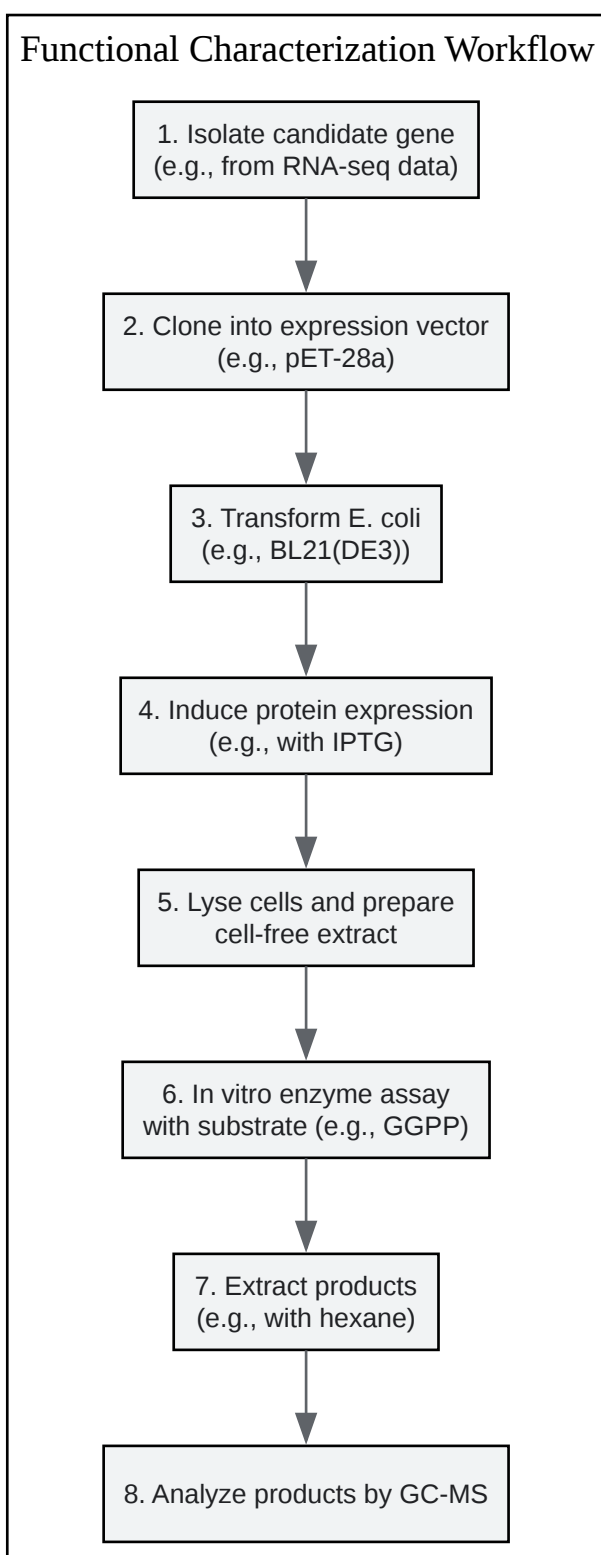 Functional Characterization Workflow
1. Isolate candidate gene
(e.g., from RNA-seq data)
2. Clone into expression vector
(e.g., pET-28a)
3. Transform E. coli
(e.g., BL21(DE3))
4. Induce protein expression
(e.g., with IPTG)
5. Lyse cells and prepare
cell-free extract
6. In vitro enzyme assay
with substrate (e.g., GGPP)
7. Extract products
(e.g., with hexane)
8. Analyze products by GC-MS